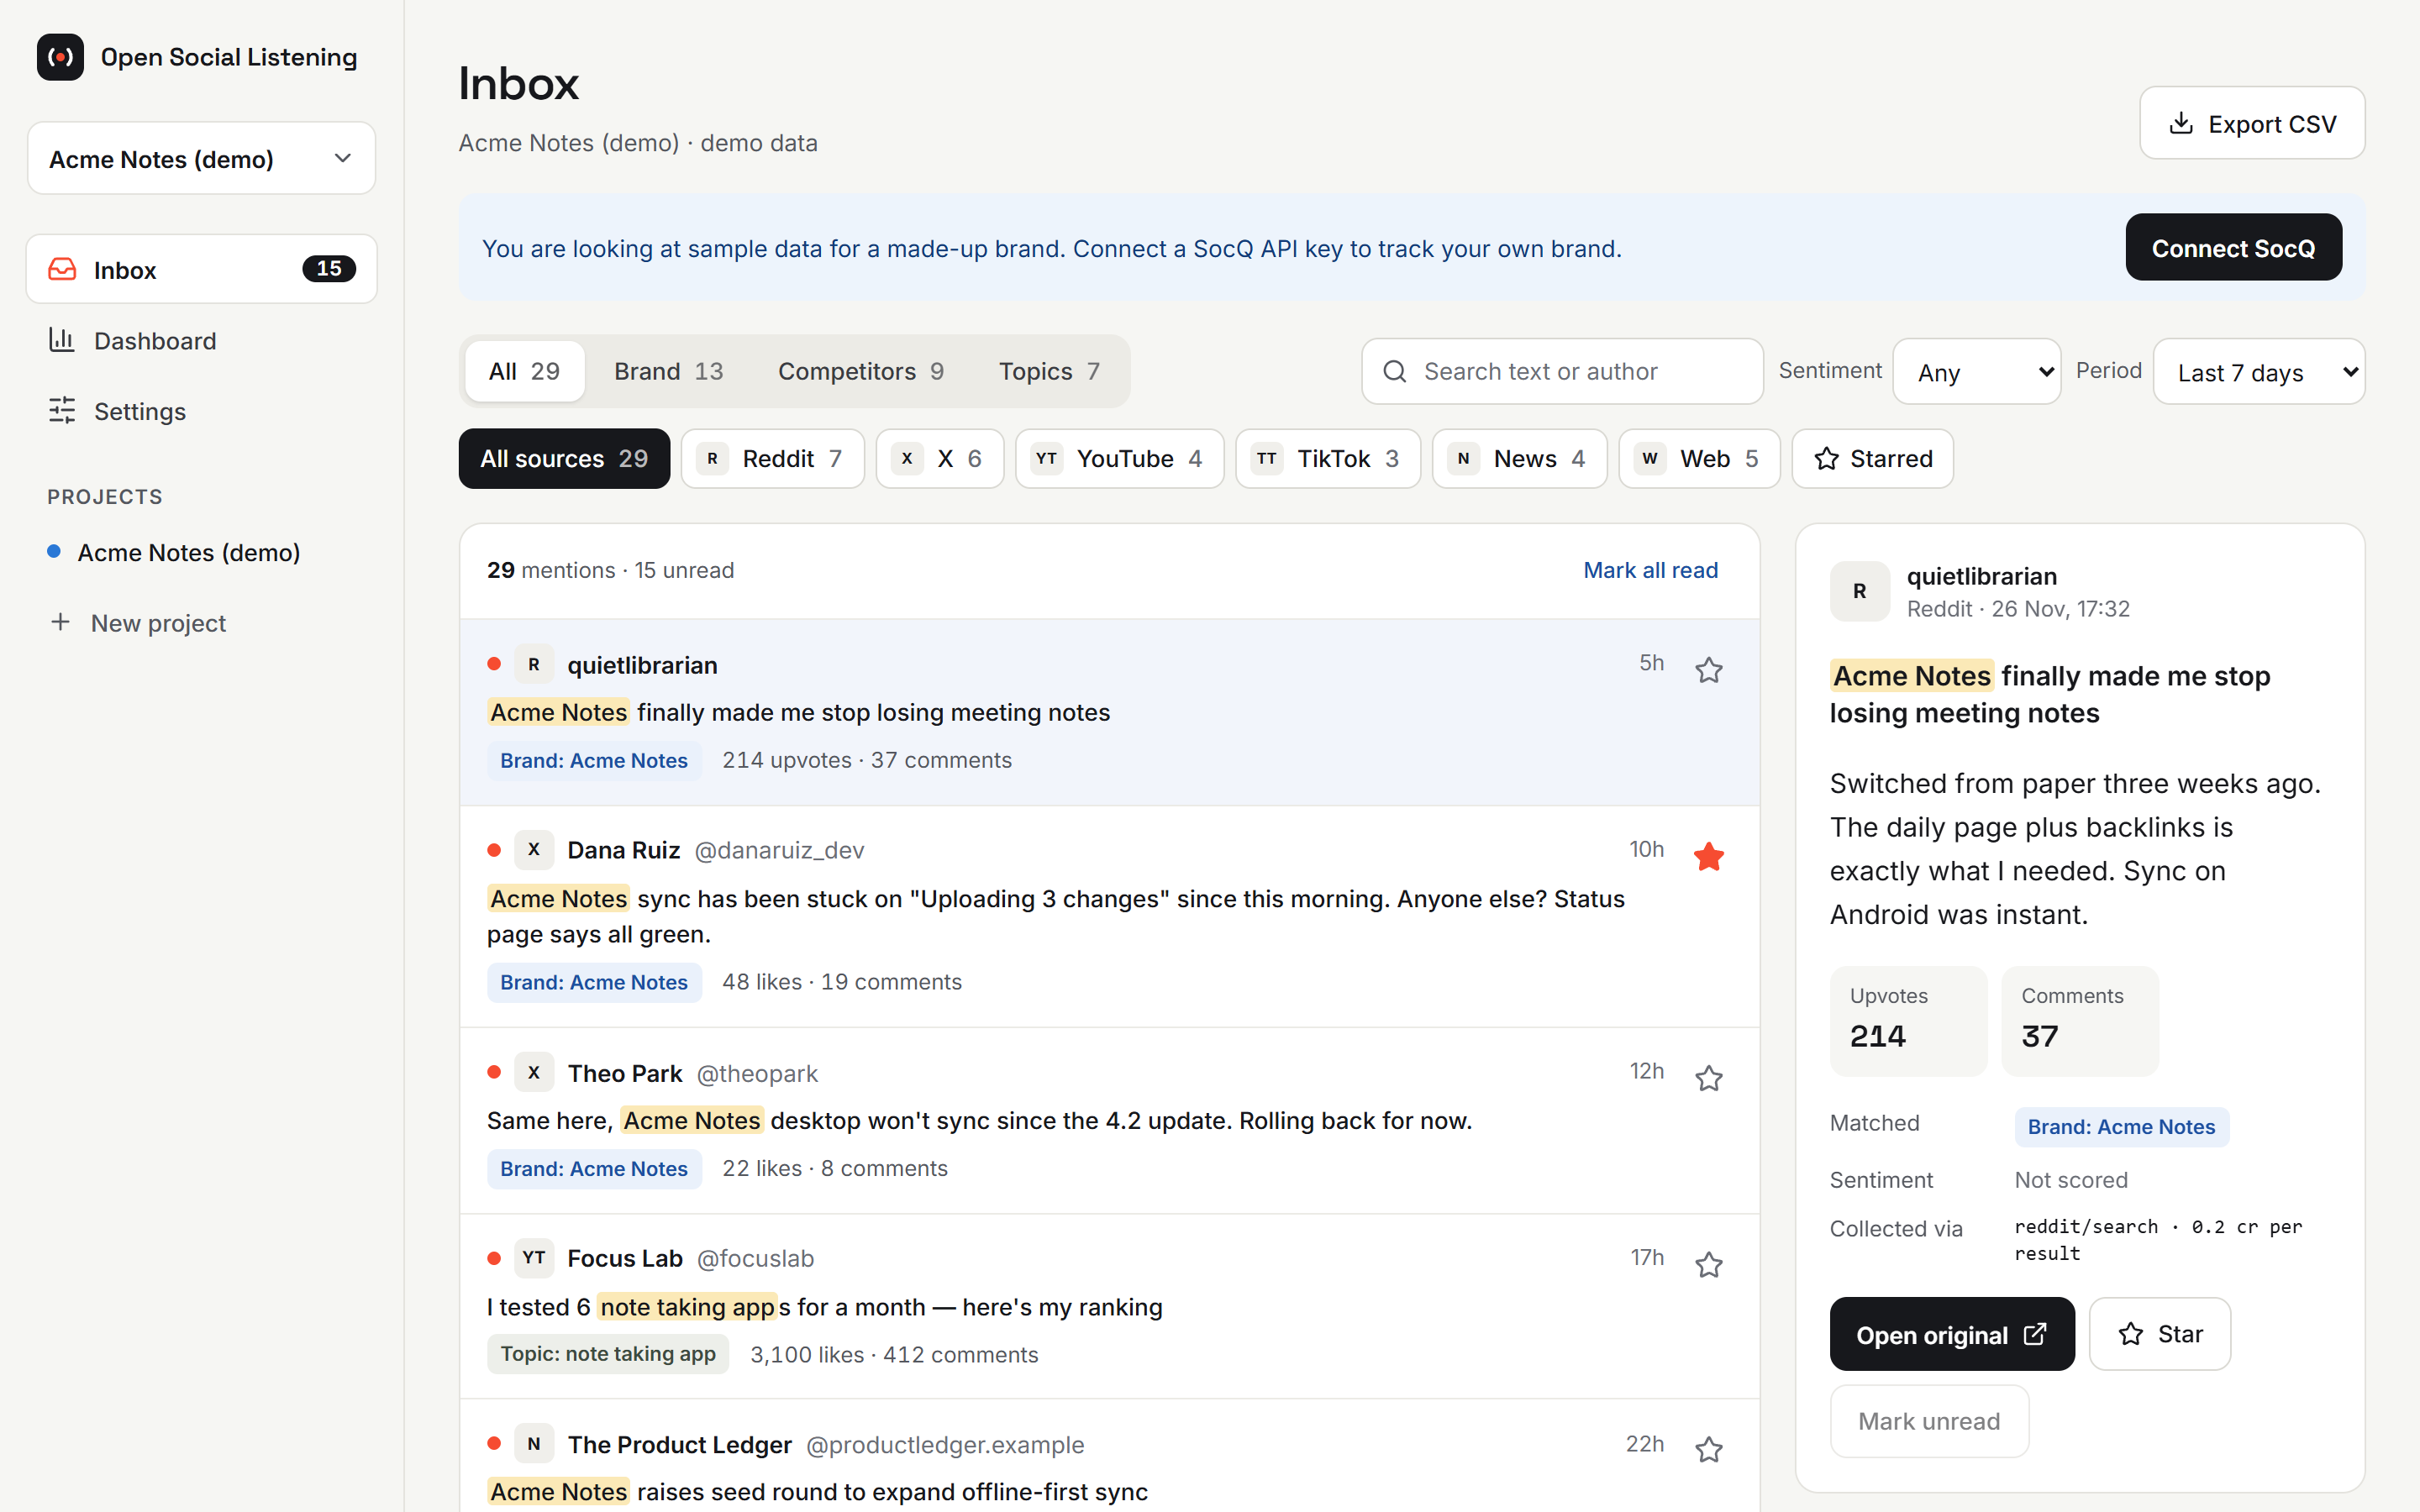 Open Social Listening
Acme Notes (demo)
Inbox 15
Dashboard
Settings
PROJECTS
Acme Notes (demo)
New project
Inbox
Acme Notes (demo) · demo data
Export CSV
You are looking at sample data for a made-up brand. Connect a SocQ API key to track your own brand.
Connect SocQ
All 29 Brand 13 Competitors 9 Topics 7
Search text or author
Sentiment Any
Period Last 7 days
All sources 29 R Reddit 7 X X 6 YT YouTube 4 TT TikTok 3 N News 4 W Web 5 Starred
29 mentions · 15 unread
Mark all read
R quietlibrarian 5h
Acme Notes finally made me stop losing meeting notes
Brand: Acme Notes 214 upvotes · 37 comments
X Dana Ruiz @danaruiz_dev 10h
Acme Notes sync has been stuck on "Uploading 3 changes" since this morning. Anyone else? Status
page says all green.
Brand: Acme Notes 48 likes · 19 comments
X Theo Park @theopark 12h
Same here, Acme Notes desktop won't sync since the 4.2 update. Rolling back for now.
Brand: Acme Notes 22 likes · 8 comments
YT Focus Lab @focuslab 17h
I tested 6 note taking apps for a month — here's my ranking
Topic: note taking app 3,100 likes · 412 comments
N The Product Ledger @productledger.example 22h
Acme Notes raises seed round to expand offline-first sync
R quietlibrarian
Reddit · 26 Nov, 17:32
Acme Notes finally made me stop
losing meeting notes
Switched from paper three weeks ago.
The daily page plus backlinks is
exactly what I needed. Sync on
Android was instant.
Upvotes Comments
214 37
Matched Brand: Acme Notes
Sentiment Not scored
Collected via reddit/search · 0.2 cr per
result
Open original Star
Mark unread